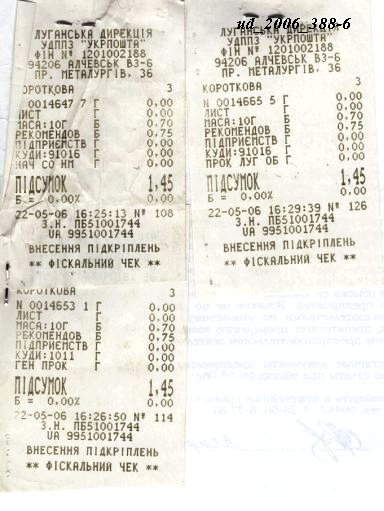 ud_2006_388-6
ЛУГАНСЬКА ДИРЕКЦІЯ
УДППЗ "УКРПОШТА"
ФІН № 1201002188
94206 АЛЧЕВСЬК ВЗ-6
ПР. МЕТАЛУРГІВ, 36
КОРОТКОВА 3
N 0014647 7 Г 0.00
ЛИСТ Г 0.00
МАСА:10Г Б 0.70
РЕКОМЕНДОВ Б 0.75
ПІДПРИЄМСТВ Г 0.00
КУДИ:91016 Г 0.00
НАЧ СО НМ Г 0.00
ПІДСУМОК 1,45
Б = 0,00% 0.00
22-05-06 16:25:13 № 108
З.Н. ПБ51001744
UA 9951001744
ВНЕСЕННЯ ПІДКРІПЛЕНЬ
** ФІСКАЛЬНИЙ ЧЕК **
КОРОТКОВА 3
N 0014653 1 Г 0.00
ЛИСТ Г 0.00
МАСА:10Г Б 0.70
РЕКОМЕНДОВ Б 0.75
ПІДПРИЄМСТВ Г 0.00
КУДИ:1011 Г 0.00
ГЕН ПРОК Г 0.00
ПІДСУМОК 1,45
Б = 0,00% 0.00
22-05-06 16:26:50 № 114
З.Н. ПБ51001744
UA 9951001744
ВНЕСЕННЯ ПІДКРІПЛЕНЬ
** ФІСКАЛЬНИЙ ЧЕК **
ЛУГАНСЬКА ДИРЕКЦІЯ
УДППЗ "УКРПОШТА"
ФІН № 1201002188
94206 АЛЧЕВСЬК ВЗ-6
ПР. МЕТАЛУРГІВ, 36
КОРОТКОВА 3
N 0014665 5 Г 0.00
ЛИСТ Г 0.00
МАСА:10Г Б 0.70
РЕКОМЕНДОВ Б 0.75
ПІДПРИЄМСТВ Г 0.00
КУДИ:91016 Г 0.00
ПРОК ЛУГ ОБ Г 0.00
ПІДСУМОК 1,45
Б = 0,00% 0.00
22-05-06 16:29:39 № 126
З.Н. ПБ51001744
UA 9951001744
ВНЕСЕННЯ ПІДКРІПЛЕНЬ
** ФІСКАЛЬНИЙ ЧЕК **